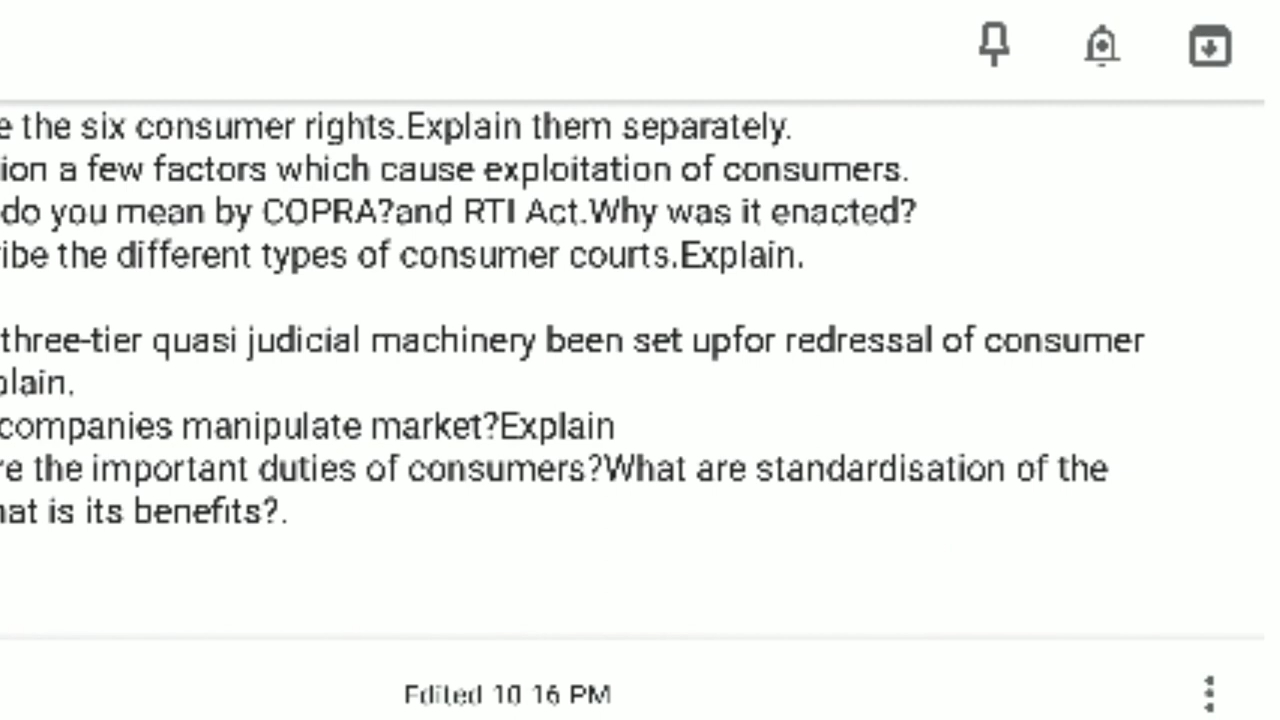 e the six consumer rights.Explain them separately.
ion a few factors which cause exploitation of consumers.
do you mean by COPRA?and RTI Act.Why was it enacted?
ibe the different types of consumer courts.Explain.
three-tier quasi judicial machinery been set upfor redressal of consumer
plain.
companies manipulate market?Explain
re the important duties of consumers?What are standardisation of the
hat is its benefits?.
Edited 10 16 PM